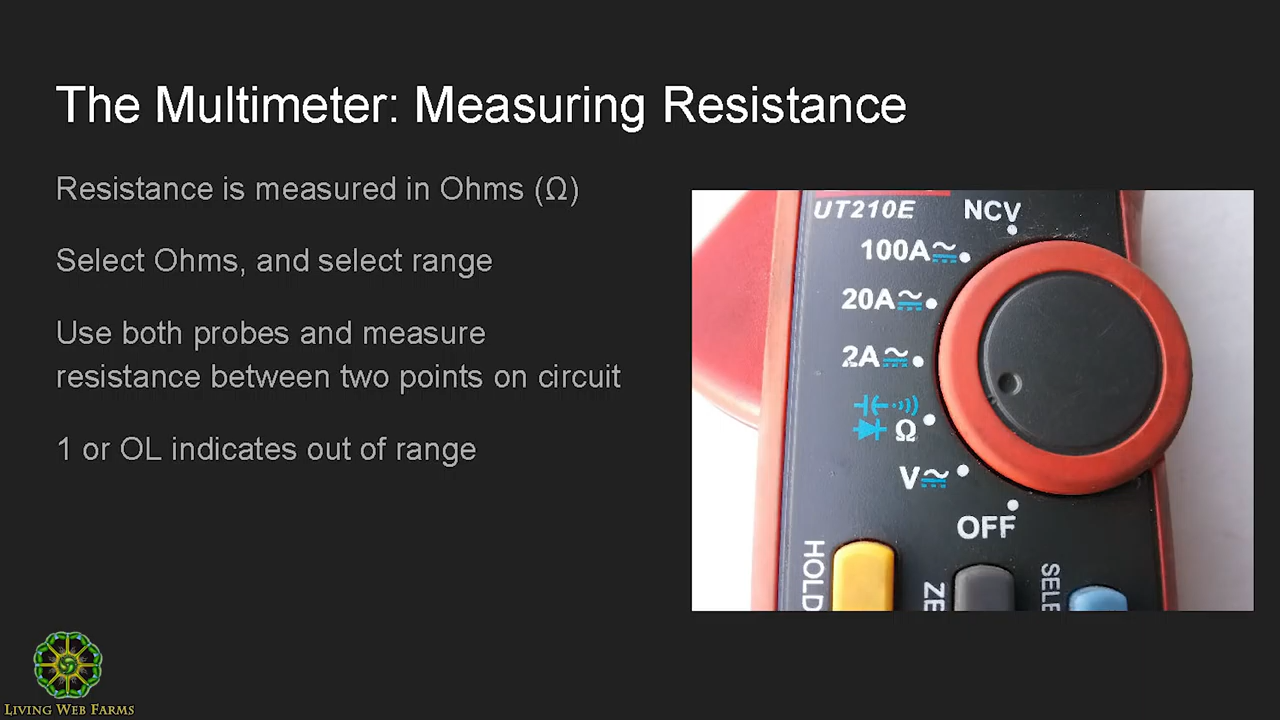 The Multimeter: Measuring Resistance
Resistance is measured in Ohms (Ω)
Select Ohms, and select range
Use both probes and measure
resistance between two points on circuit
1 or OL indicates out of range
UT210E
NCV
100A
20A
2A
Ω
V
OFF
HOLD
ZE
SELE
LIVING WEB FARMS